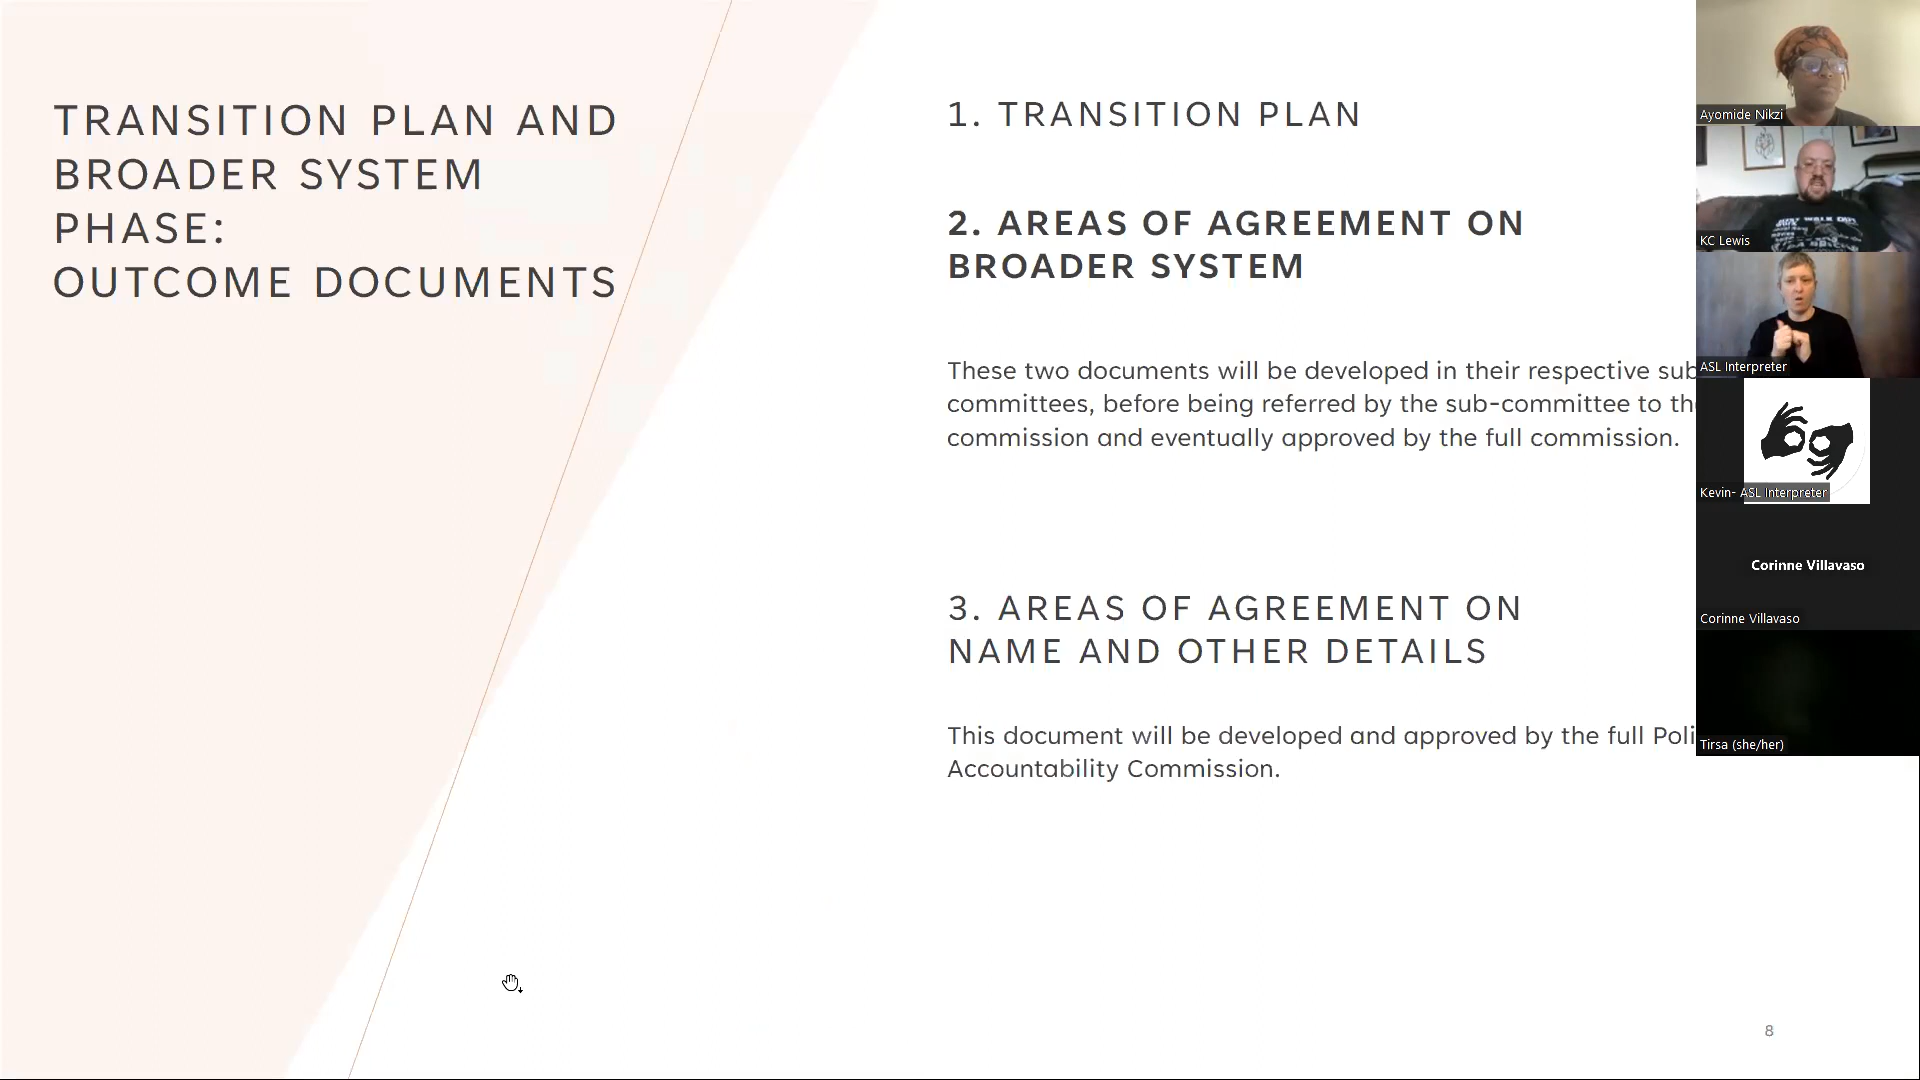 TRANSITION PLAN AND
BROADER SYSTEM
PHASE:
OUTCOME DOCUMENTS
1. TRANSITION PLAN
2. AREAS OF AGREEMENT ON
BROADER SYSTEM
These two documents will be developed in their respective sub
committees, before being referred by the sub-committee to th
commission and eventually approved by the full commission.
3. AREAS OF AGREEMENT ON
NAME AND OTHER DETAILS
This document will be developed and approved by the full Poli
Accountability Commission.
8
Ayomide Nikzi
KC Lewis
ASL Interpreter
Kevin- ASL Interpreter
Corinne Villavaso
Corinne Villavaso
Tirsa (she/her)